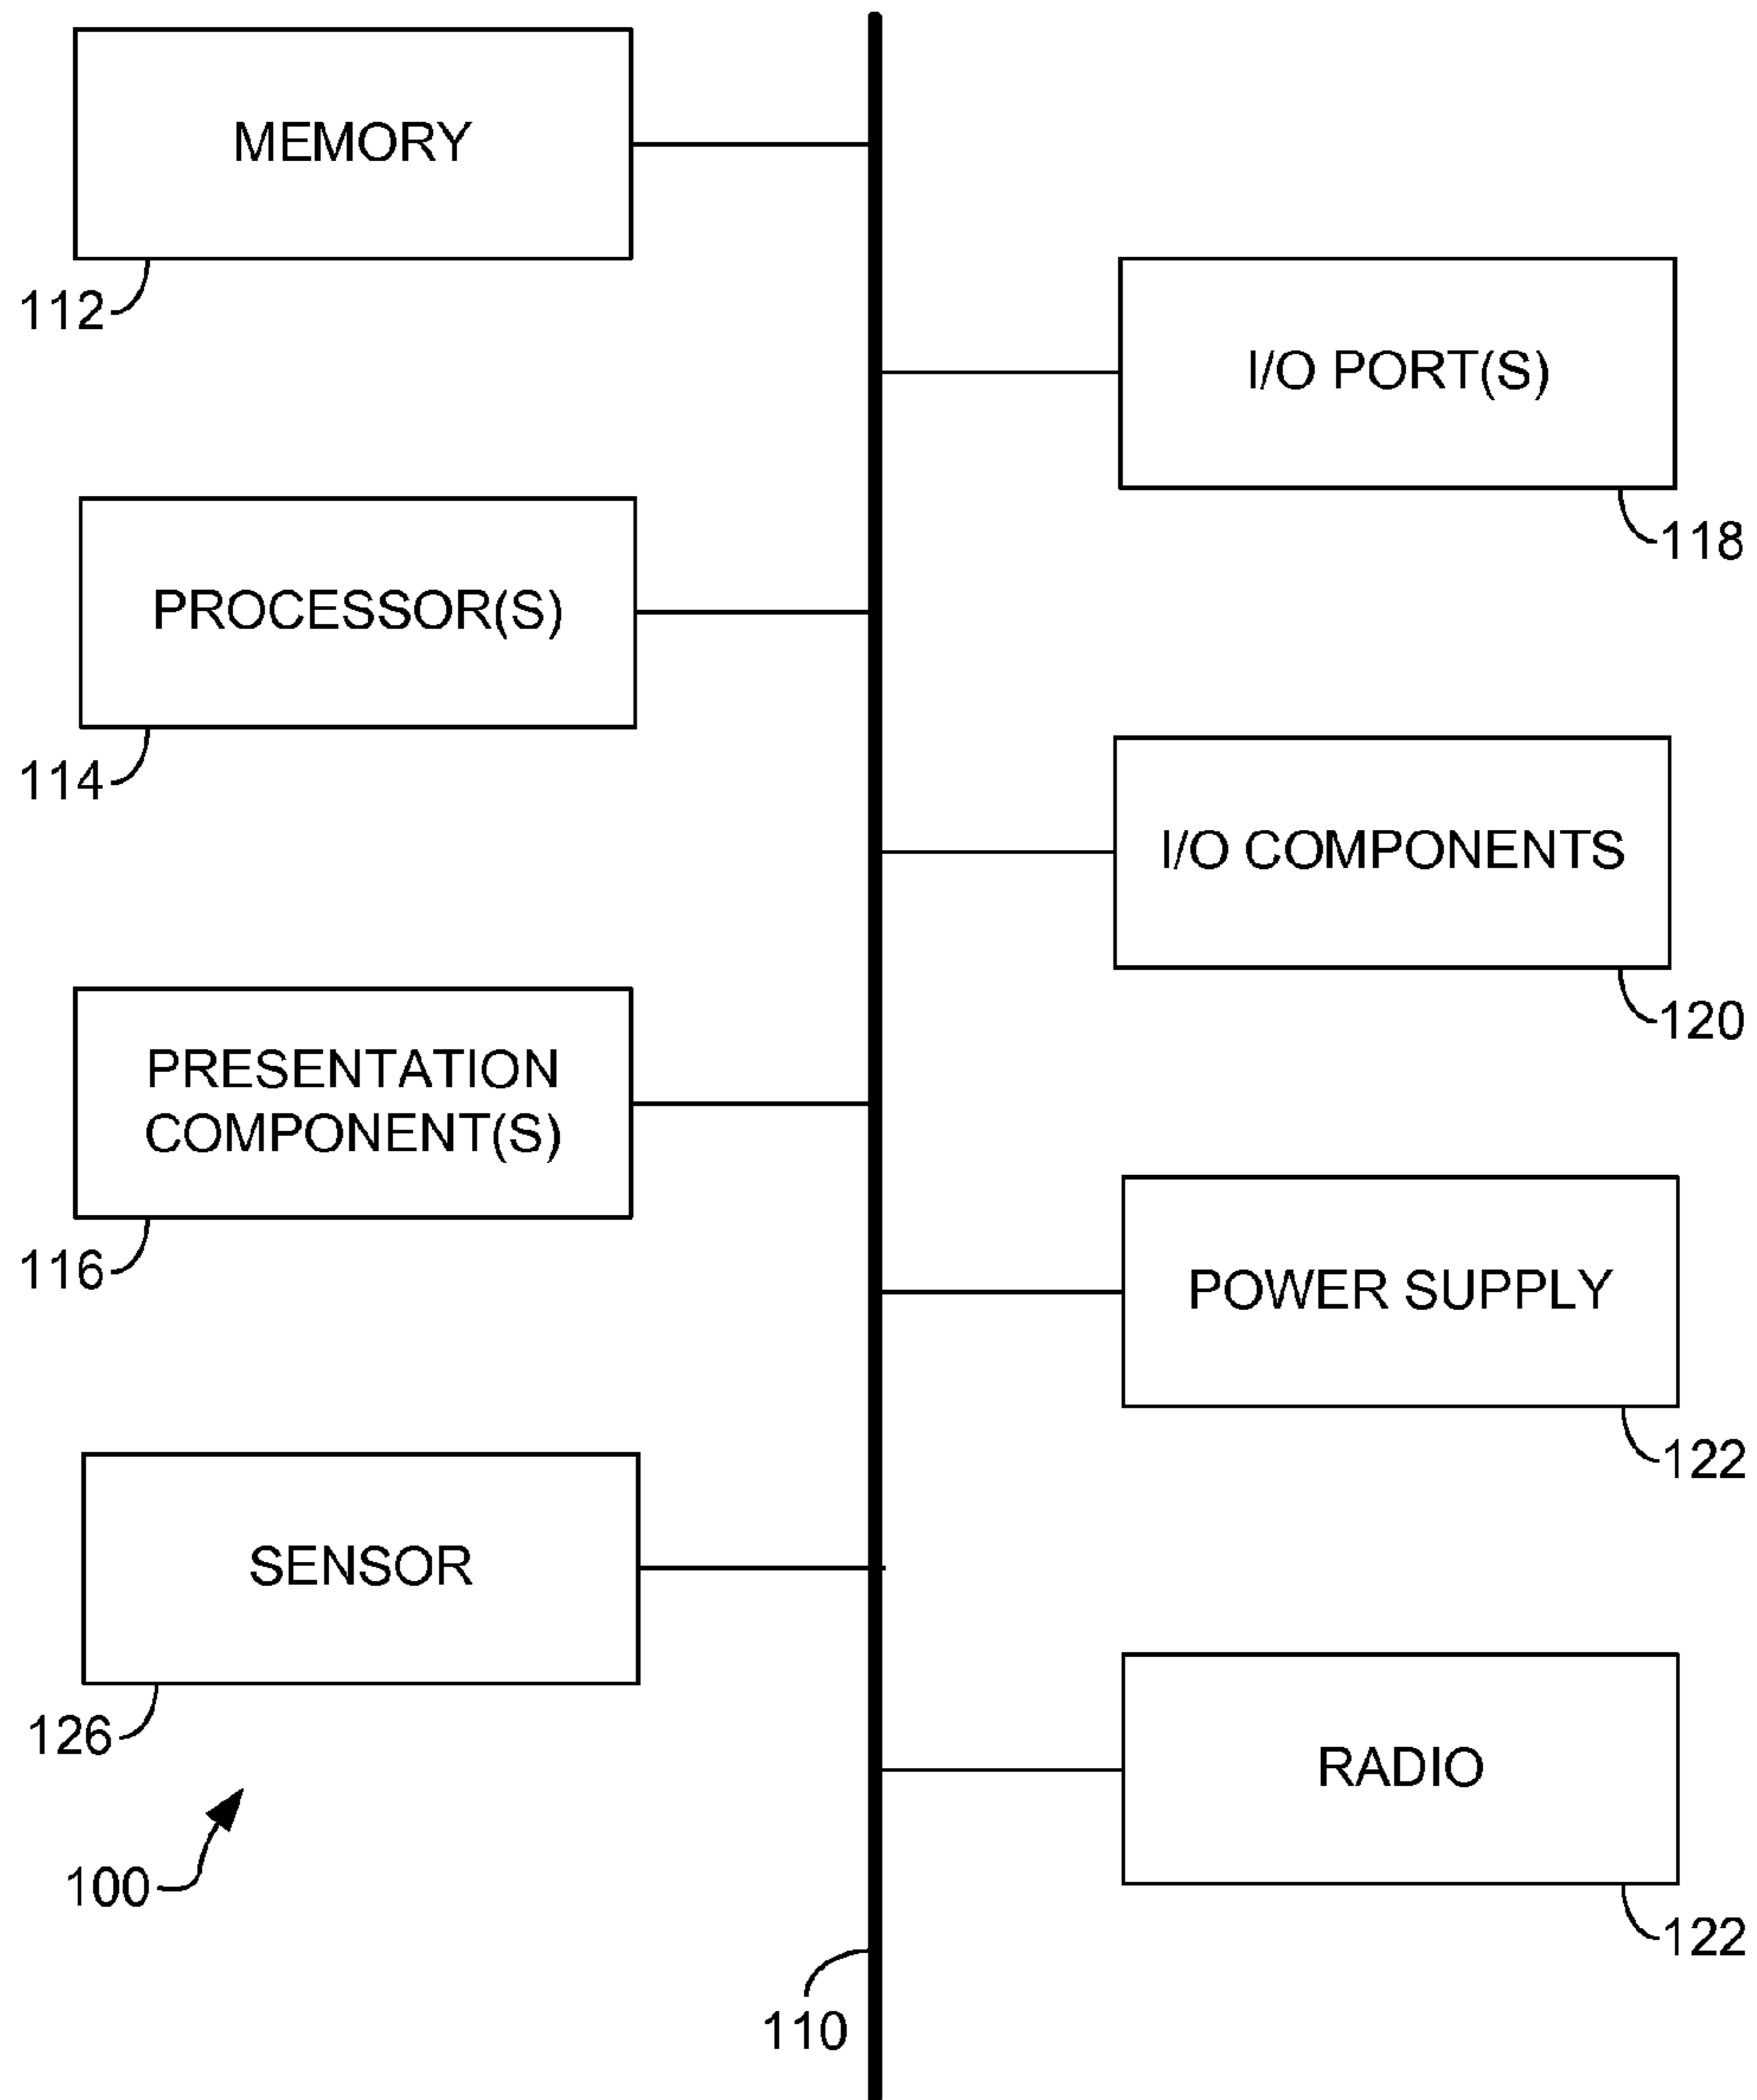 MEMORY
112
I/O PORT(S)
118
PROCESSOR(S)
114
I/O COMPONENTS
120
PRESENTATION
COMPONENT(S)
116
POWER SUPPLY
122
SENSOR
126
RADIO
122
100
110